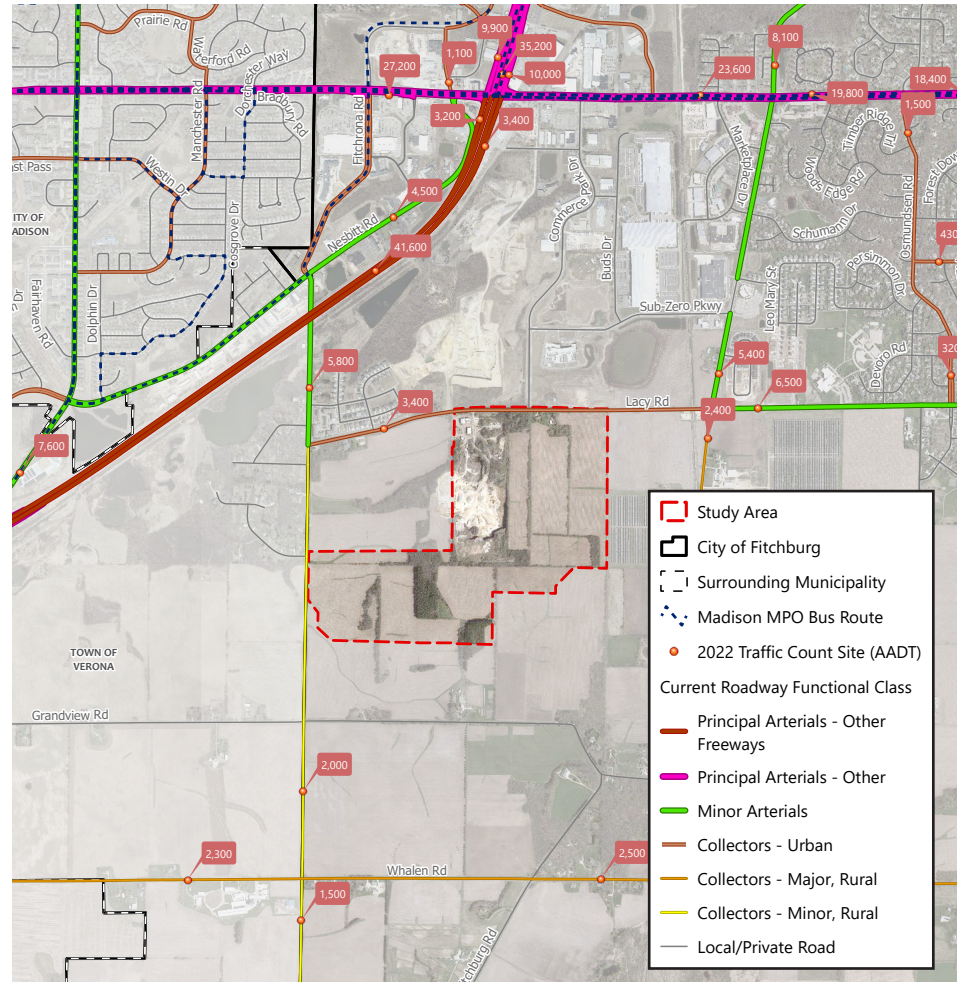 Prairie Rd
9,900
35,200
8,100
Waterford Rd
Dorchester Way
1,100
10,000
27,200
23,600
18,400
19,800
Bradbury Rd
Manchester Rd
Fitchrona Rd
3,200
3,400
1,500
Timber Ridge Trl
ast Pass
Westin Dr
Marketplace Dr
Woods Edge Rd
Forest Dow
Commerce Park Dr
Osmundsen Rd
4,500
CITY OF
ADISON
Cosgrove Dr
Nesbitt Rd
Schumann Dr
41,600
Buds Dr
430
Persimmon Dr
Dr
Fairhaven Rd
Dolphin Dr
Leo Mary St
Sub-Zero Pkwy
5,800
5,400
Devoro Rd
320
6,500
3,400
Lacy Rd
2,400
7,600
Study Area
City of Fitchburg
Surrounding Municipality
Madison MPO Bus Route
2022 Traffic Count Site (AADT)
Current Roadway Functional Class
Principal Arterials - Other
Freeways
Principal Arterials - Other
Minor Arterials
Collectors - Urban
Collectors - Major, Rural
Collectors - Minor, Rural
Local/Private Road
TOWN OF
VERONA
Grandview Rd
2,000
2,300
Whalen Rd
2,500
1,500
itchburg Rd